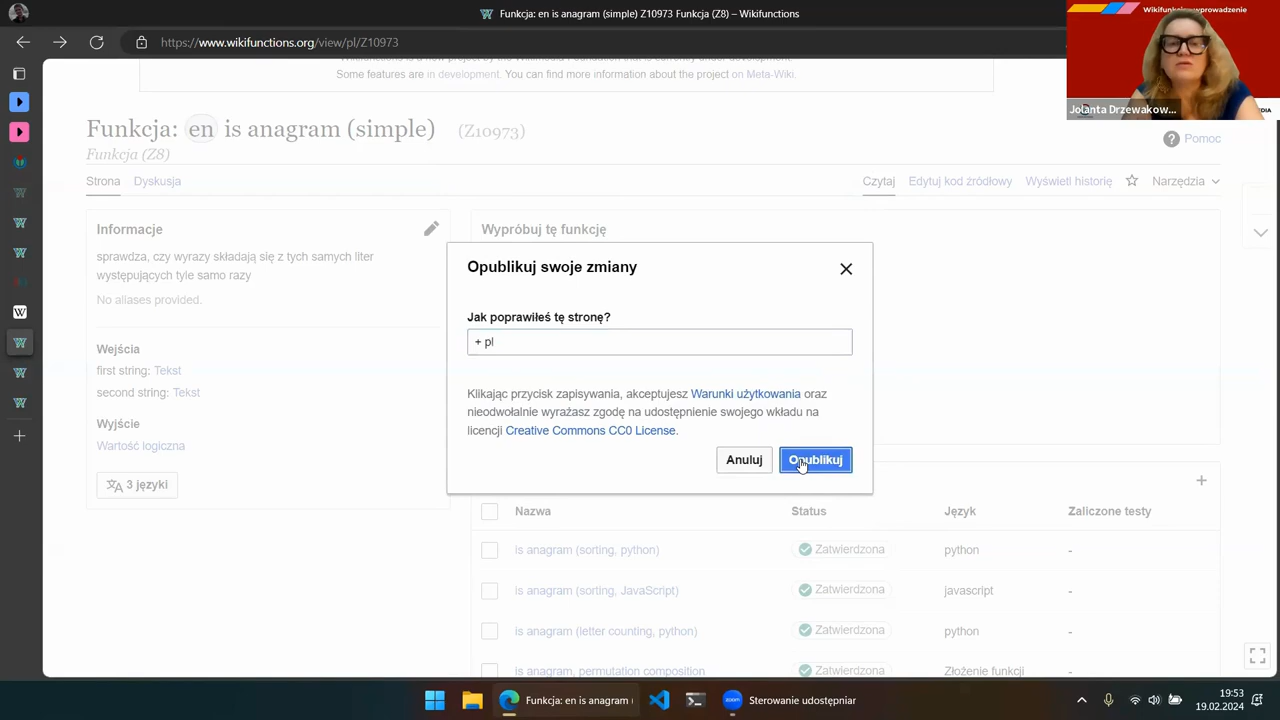 Funkcja: en is anagram (simple) Z10973 Funkcja (Z8) – Wikifunctions
https://www.wikifunctions.org/view/pl/Z10973
wprowadzenie
Jolanta Drzewakow...
Some features are in development. You can find more information about the project on Meta-Wiki.
Funkcja: en is anagram (simple) (Z10973)
Funkcja (Z8)
Pomoc
Strona Dyskusja Czytaj Edytuj kod źródłowy Wyświetl historię Narzędzia
Informacje
sprawdza, czy wyrazy składają się z tych samych liter
występujących tyle samo razy
No aliases provided.
Wejścia
first string: Tekst
second string: Tekst
Wyjście
Wartość logiczna
3 języki
Wypróbuj tę funkcję
Opublikuj swoje zmiany
Jak poprawiłeś tę stronę?
+ pl
Klikając przycisk zapisywania, akceptujesz Warunki użytkowania oraz
nieodwołalnie wyrażasz zgodę na udostępnienie swojego wkładu na
licencji Creative Commons CC0 License.
Anuluj Opublikuj
Nazwa Status Język Zaliczone testy
is anagram (sorting, python) Zatwierdzona python -
is anagram (sorting, JavaScript) Zatwierdzona javascript -
is anagram (letter counting, python) Zatwierdzona python -
is anagram, permutation composition Zatwierdzona Złożenie funkcji -
Funkcja: en is anagram
zoom Sterowanie udostępniar
19:53
19.02.2024